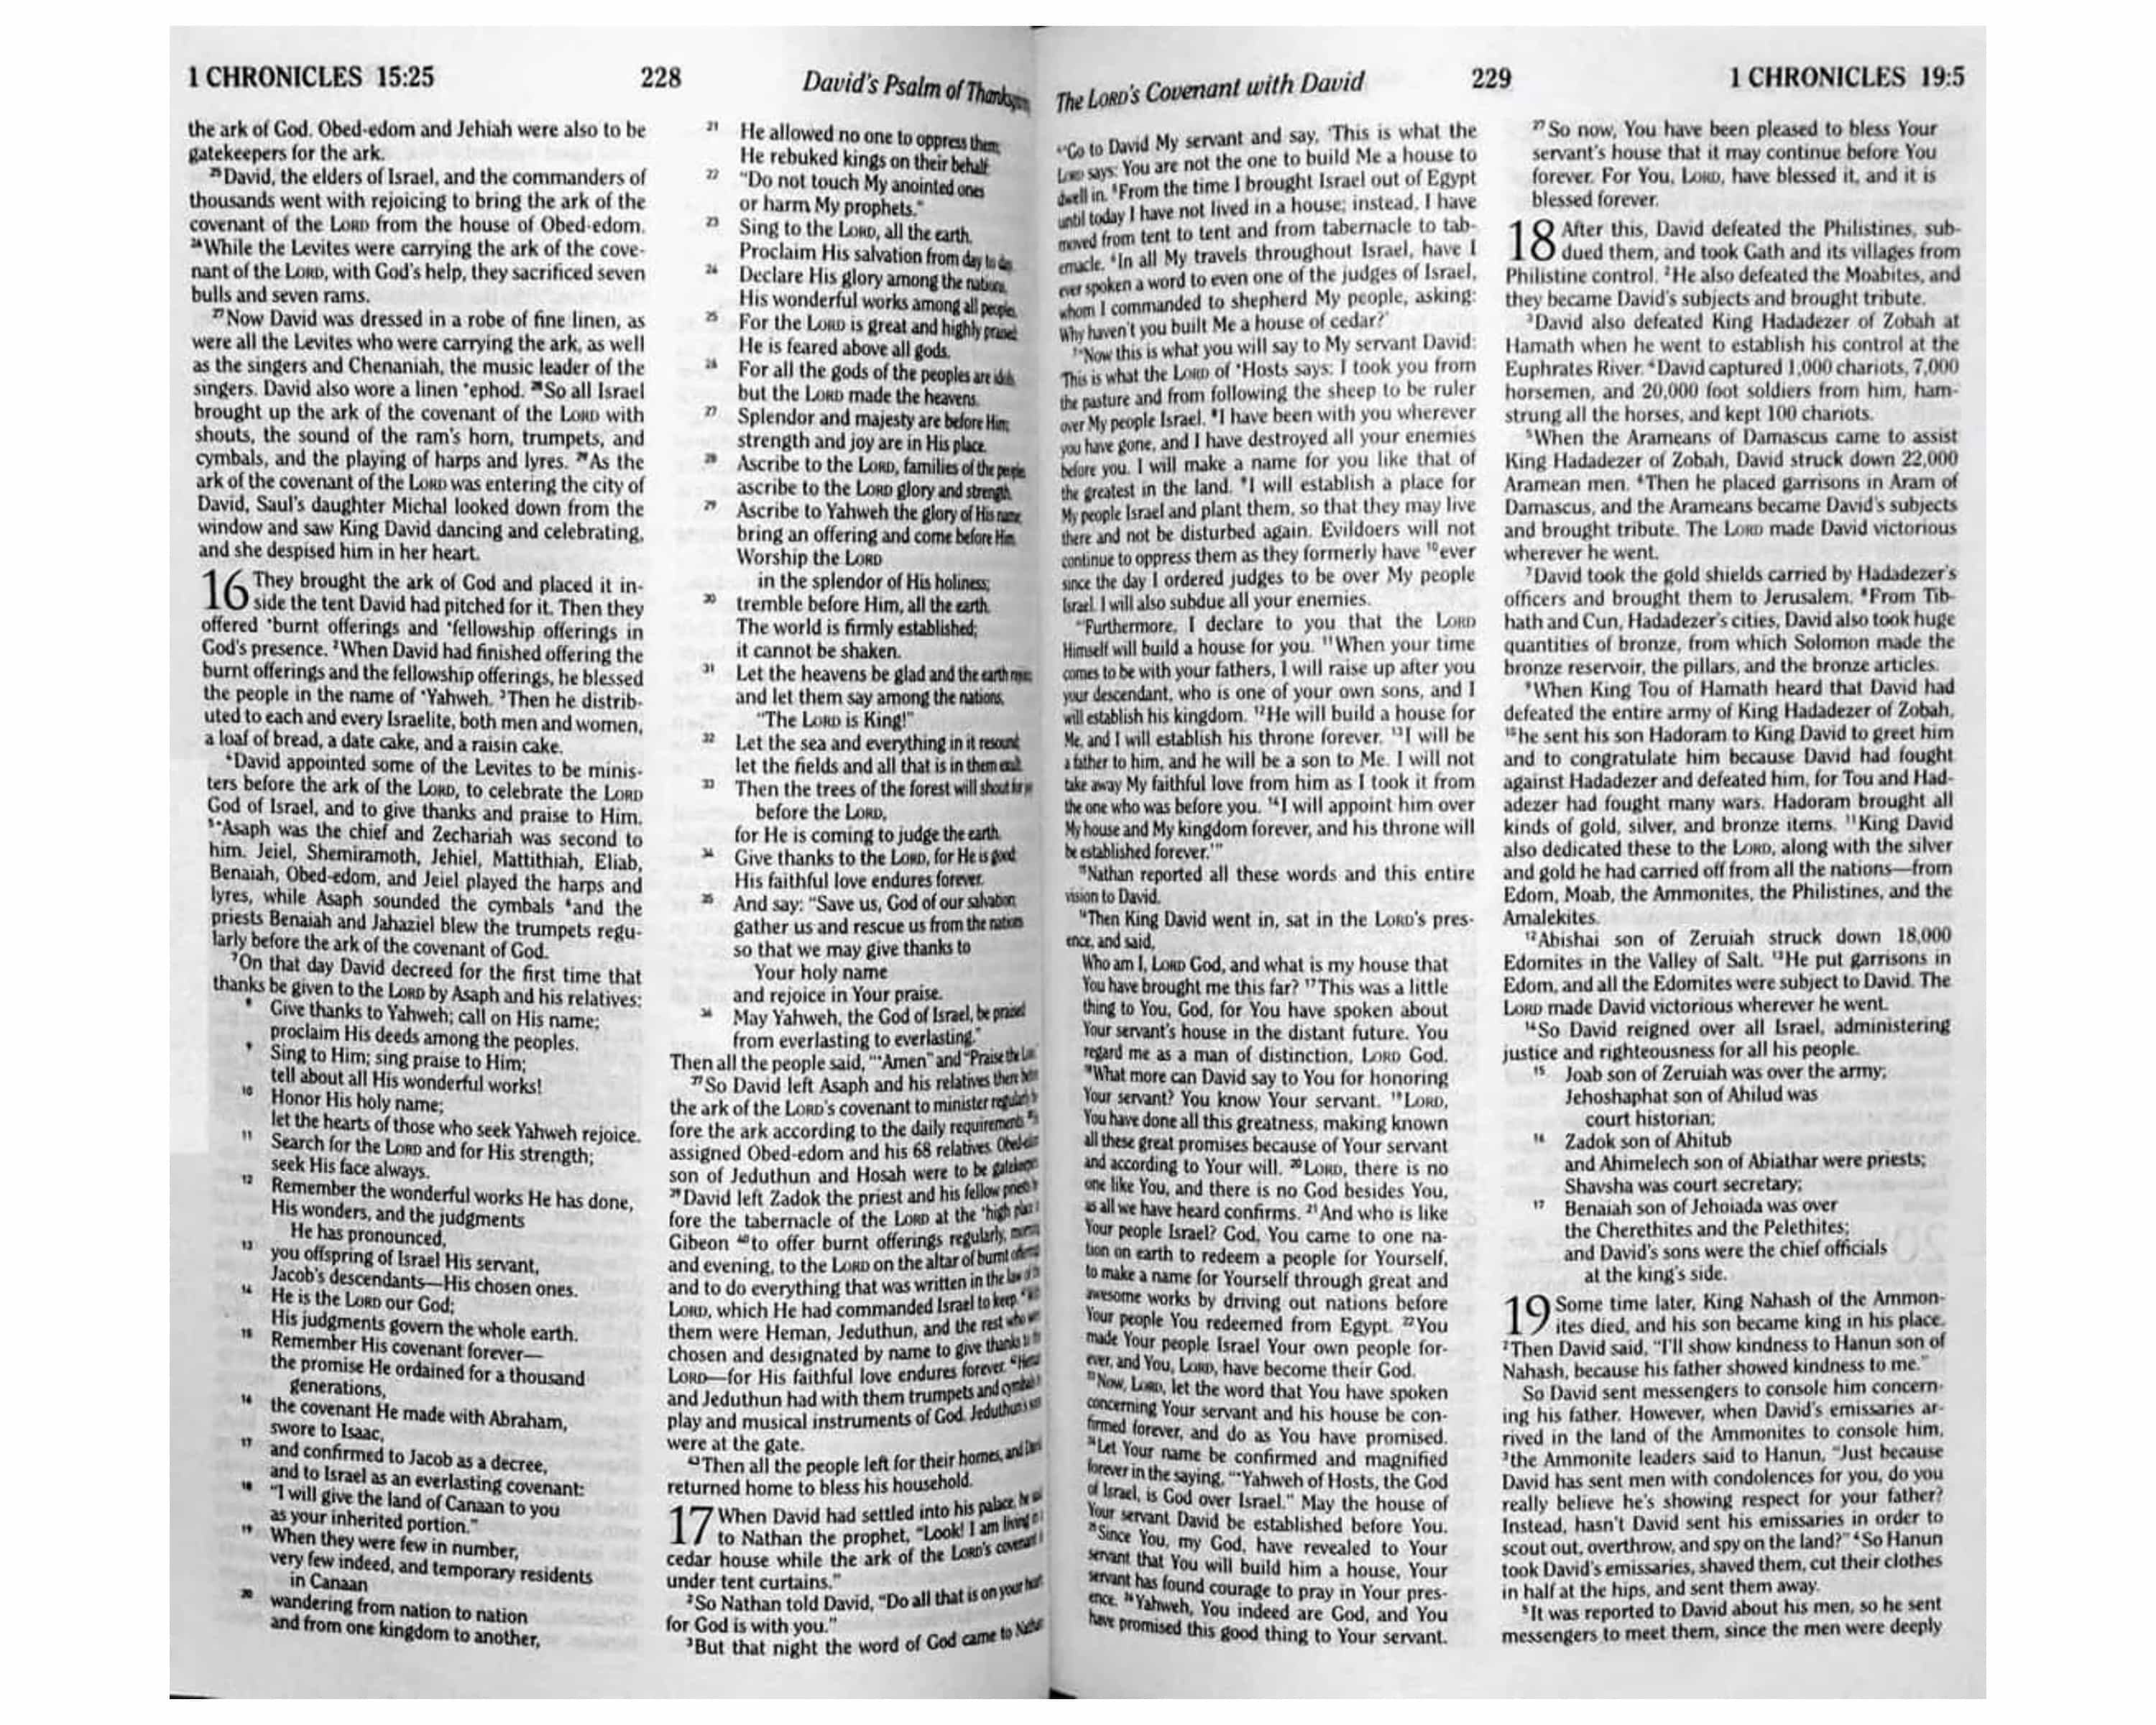 1 CHRONICLES 15:25
228
David's Psalm of Thanksgiving
the ark of God. Obed-edom and Jehiah were also to be
gatekeepers for the ark.
25David, the elders of Israel, and the commanders of
thousands went with rejoicing to bring the ark of the
covenant of the LORD from the house of Obed-edom.
26While the Levites were carrying the ark of the cove-
nant of the LORD, with God's help, they sacrificed seven
bulls and seven rams.
27Now David was dressed in a robe of fine linen, as
were all the Levites who were carrying the ark, as well
as the singers and Chenaniah, the music leader of the
singers. David also wore a linen *ephod. 28So all Israel
brought up the ark of the covenant of the LORD with
shouts, the sound of the ram's horn, trumpets, and
cymbals, and the playing of harps and lyres. 29As the
ark of the covenant of the LORD was entering the city of
David, Saul's daughter Michal looked down from the
window and saw King David dancing and celebrating,
and she despised him in her heart.
16 They brought the ark of God and placed it in-
side the tent David had pitched for it. Then they
offered *burnt offerings and *fellowship offerings in
God's presence. 2When David had finished offering the
burnt offerings and the fellowship offerings, he blessed
the people in the name of *Yahweh. 3Then he distrib-
uted to each and every Israelite, both men and women,
a loaf of bread, a date cake, and a raisin cake.
4David appointed some of the Levites to be minis-
ters before the ark of the LORD, to celebrate the LORD
God of Israel, and to give thanks and praise to Him.
5*Asaph was the chief and Zechariah was second to
him. Jeiel, Shemiramoth, Jehiel, Mattithiah, Eliab,
Benaiah, Obed-edom, and Jeiel played the harps and
lyres, while Asaph sounded the cymbals 6and the
priests Benaiah and Jahaziel blew the trumpets regu-
larly before the ark of the covenant of God.
7On that day David decreed for the first time that
thanks be given to the LORD by Asaph and his relatives:
8 Give thanks to Yahweh; call on His name;
proclaim His deeds among the peoples.
9 Sing to Him; sing praise to Him;
tell about all His wonderful works!
10 Honor His holy name;
let the hearts of those who seek Yahweh rejoice.
11 Search for the LORD and for His strength;
seek His face always.
12 Remember the wonderful works He has done,
His wonders, and the judgments
He has pronounced,
13 you offspring of Israel His servant,
Jacob's descendants—His chosen ones.
14 He is the LORD our God;
His judgments govern the whole earth.
15 Remember His covenant forever—
the promise He ordained for a thousand
generations,
16 the covenant He made with Abraham,
swore to Isaac,
17 and confirmed to Jacob as a decree,
and to Israel as an everlasting covenant:
18 "I will give the land of Canaan to you
as your inherited portion."
19 When they were few in number,
very few indeed, and temporary residents
in Canaan
20 wandering from nation to nation
and from one kingdom to another,
21 He allowed no one to oppress them;
He rebuked kings on their behalf:
22 "Do not touch My anointed ones
or harm My prophets."
23 Sing to the LORD, all the earth.
Proclaim His salvation from day to day.
24 Declare His glory among the nations,
His wonderful works among all peoples.
25 For the LORD is great and highly praised;
He is feared above all gods.
26 For all the gods of the peoples are idols,
but the LORD made the heavens.
27 Splendor and majesty are before Him;
strength and joy are in His place.
28 Ascribe to the LORD, families of the peoples,
ascribe to the LORD glory and strength.
29 Ascribe to Yahweh the glory of His name;
bring an offering and come before Him.
Worship the LORD
in the splendor of His holiness;
30 tremble before Him, all the earth.
The world is firmly established;
it cannot be shaken.
31 Let the heavens be glad and the earth rejoice,
and let them say among the nations,
"The LORD is King!"
32 Let the sea and everything in it resound;
let the fields and all that is in them exult.
33 Then the trees of the forest will shout for joy
before the LORD,
for He is coming to judge the earth.
34 Give thanks to the LORD, for He is good;
His faithful love endures forever.
35 And say: "Save us, God of our salvation;
gather us and rescue us from the nations
so that we may give thanks to
Your holy name
and rejoice in Your praise.
36 May Yahweh, the God of Israel, be praised
from everlasting to everlasting."
Then all the people said, "*Amen" and "Praise the
37So David left Asaph and his relatives there
the ark of the LORD's covenant to minister regularly
fore the ark according to the daily requirements.
assigned Obed-edom and his 68 relatives. Obed-edom
son of Jeduthun and Hosah were to be gatekeepers.
39David left Zadok the priest and his fellow priests
fore the tabernacle of the LORD at the *high place
Gibeon 40to offer burnt offerings regularly, morning
and evening, to the LORD on the altar of burnt offerings
and to do everything that was written in the law of the
LORD, which He had commanded Israel to keep.
them were Heman, Jeduthun, and the rest who were
chosen and designated by name to give thanks to the
LORD—for His faithful love endures forever. 42Heman
and Jeduthun had with them trumpets and cymbals
play and musical instruments of God. Jeduthun's sons
were at the gate.
43Then all the people left for their homes, and David
returned home to bless his household.
17 When David had settled into his palace, he said
to Nathan the prophet, "Look! I am living in a
cedar house while the ark of the LORD's covenant
under tent curtains."
2So Nathan told David, "Do all that is on your heart,
for God is with you."
3But that night the word of God came to Nathan:
The LORD's Covenant with David
229
1 CHRONICLES 19:5
4"Go to David My servant and say, 'This is what the
LORD says: You are not the one to build Me a house to
dwell in. 5From the time I brought Israel out of Egypt
until today I have not lived in a house; instead, I have
moved from tent to tent and from tabernacle to tab-
ernacle. 6In all My travels throughout Israel, have I
ever spoken a word to even one of the judges of Israel,
whom I commanded to shepherd My people, asking:
Why haven't you built Me a house of cedar?'
7"Now this is what you will say to My servant David:
'This is what the LORD of *Hosts says: I took you from
the pasture and from following the sheep to be ruler
over My people Israel. 8I have been with you wherever
you have gone, and I have destroyed all your enemies
before you. I will make a name for you like that of
the greatest in the land. 9I will establish a place for
My people Israel and plant them, so that they may live
there and not be disturbed again. Evildoers will not
continue to oppress them as they formerly have 10ever
since the day I ordered judges to be over My people
Israel. I will also subdue all your enemies.
"'Furthermore, I declare to you that the LORD
Himself will build a house for you. 11When your time
comes to be with your fathers, I will raise up after you
your descendant, who is one of your own sons, and I
will establish his kingdom. 12He will build a house for
Me, and I will establish his throne forever. 13I will be
a father to him, and he will be a son to Me. I will not
take away My faithful love from him as I took it from
the one who was before you. 14I will appoint him over
My house and My kingdom forever, and his throne will
be established forever.'"
15Nathan reported all these words and this entire
vision to David.
16Then King David went in, sat in the LORD's pres-
ence, and said,
Who am I, LORD God, and what is my house that
You have brought me this far? 17This was a little
thing to You, God, for You have spoken about
Your servant's house in the distant future. You
regard me as a man of distinction, LORD God.
18What more can David say to You for honoring
Your servant? You know Your servant. 19LORD,
You have done all this greatness, making known
all these great promises because of Your servant
and according to Your will. 20LORD, there is no
one like You, and there is no God besides You,
as all we have heard confirms. 21And who is like
Your people Israel? God, You came to one na-
tion on earth to redeem a people for Yourself,
to make a name for Yourself through great and
awesome works by driving out nations before
Your people You redeemed from Egypt. 22You
made Your people Israel Your own people for-
ever, and You, LORD, have become their God.
23Now, LORD, let the word that You have spoken
concerning Your servant and his house be con-
firmed forever, and do as You have promised.
24Let Your name be confirmed and magnified
forever in the saying, "*Yahweh of Hosts, the God
of Israel, is God over Israel." May the house of
Your servant David be established before You.
25Since You, my God, have revealed to Your
servant that You will build him a house, Your
servant has found courage to pray in Your pres-
ence. 26Yahweh, You indeed are God, and You
have promised this good thing to Your servant.
27So now, You have been pleased to bless Your
servant's house that it may continue before You
forever. For You, LORD, have blessed it, and it is
blessed forever.
18 After this, David defeated the Philistines, sub-
dued them, and took Gath and its villages from
Philistine control. 2He also defeated the Moabites, and
they became David's subjects and brought tribute.
3David also defeated King Hadadezer of Zobah at
Hamath when he went to establish his control at the
Euphrates River. 4David captured 1,000 chariots, 7,000
horsemen, and 20,000 foot soldiers from him, ham-
strung all the horses, and kept 100 chariots.
5When the Arameans of Damascus came to assist
King Hadadezer of Zobah, David struck down 22,000
Aramean men. 6Then he placed garrisons in Aram of
Damascus, and the Arameans became David's subjects
and brought tribute. The LORD made David victorious
wherever he went.
7David took the gold shields carried by Hadadezer's
officers and brought them to Jerusalem. 8From Tib-
hath and Cun, Hadadezer's cities, David also took huge
quantities of bronze, from which Solomon made the
bronze reservoir, the pillars, and the bronze articles.
9When King Tou of Hamath heard that David had
defeated the entire army of King Hadadezer of Zobah,
10he sent his son Hadoram to King David to greet him
and to congratulate him because David had fought
against Hadadezer and defeated him, for Tou and Had-
adezer had fought many wars. Hadoram brought all
kinds of gold, silver, and bronze items. 11King David
also dedicated these to the LORD, along with the silver
and gold he had carried off from all the nations—from
Edom, Moab, the Ammonites, the Philistines, and the
Amalekites.
12Abishai son of Zeruiah struck down 18,000
Edomites in the Valley of Salt. 13He put garrisons in
Edom, and all the Edomites were subject to David. The
LORD made David victorious wherever he went.
14So David reigned over all Israel, administering
justice and righteousness for all his people.
15 Joab son of Zeruiah was over the army;
Jehoshaphat son of Ahilud was
court historian;
16 Zadok son of Ahitub
and Ahimelech son of Abiathar were priests;
Shavsha was court secretary;
17 Benaiah son of Jehoiada was over
the Cherethites and the Pelethites;
and David's sons were the chief officials
at the king's side.
19 Some time later, King Nahash of the Ammon-
ites died, and his son became king in his place.
2Then David said, "I'll show kindness to Hanun son of
Nahash, because his father showed kindness to me."
So David sent messengers to console him concern-
ing his father. However, when David's emissaries ar-
rived in the land of the Ammonites to console him,
3the Ammonite leaders said to Hanun, "Just because
David has sent men with condolences for you, do you
really believe he's showing respect for your father?
Instead, hasn't David sent his emissaries in order to
scout out, overthrow, and spy on the land?" 4So Hanun
took David's emissaries, shaved them, cut their clothes
in half at the hips, and sent them away.
5It was reported to David about his men, so he sent
messengers to meet them, since the men were deeply